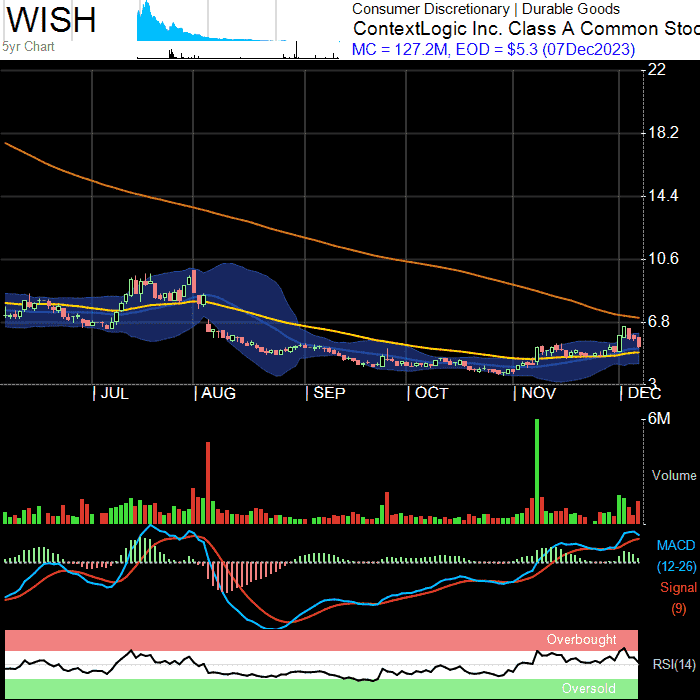 WISH
5yr Chart
Consumer Discretionary | Durable Goods
ContextLogic Inc. Class A Common Stoc
MC = 127.2M, EOD = $5.3 (07Dec2023)
22
18.2
14.4
10.6
6.8
3
| JUL | AUG | SEP | OCT | NOV | DEC
6M
Volume
MACD
(12-26)
Signal
(9)
Overbought
RSI(14)
Oversold